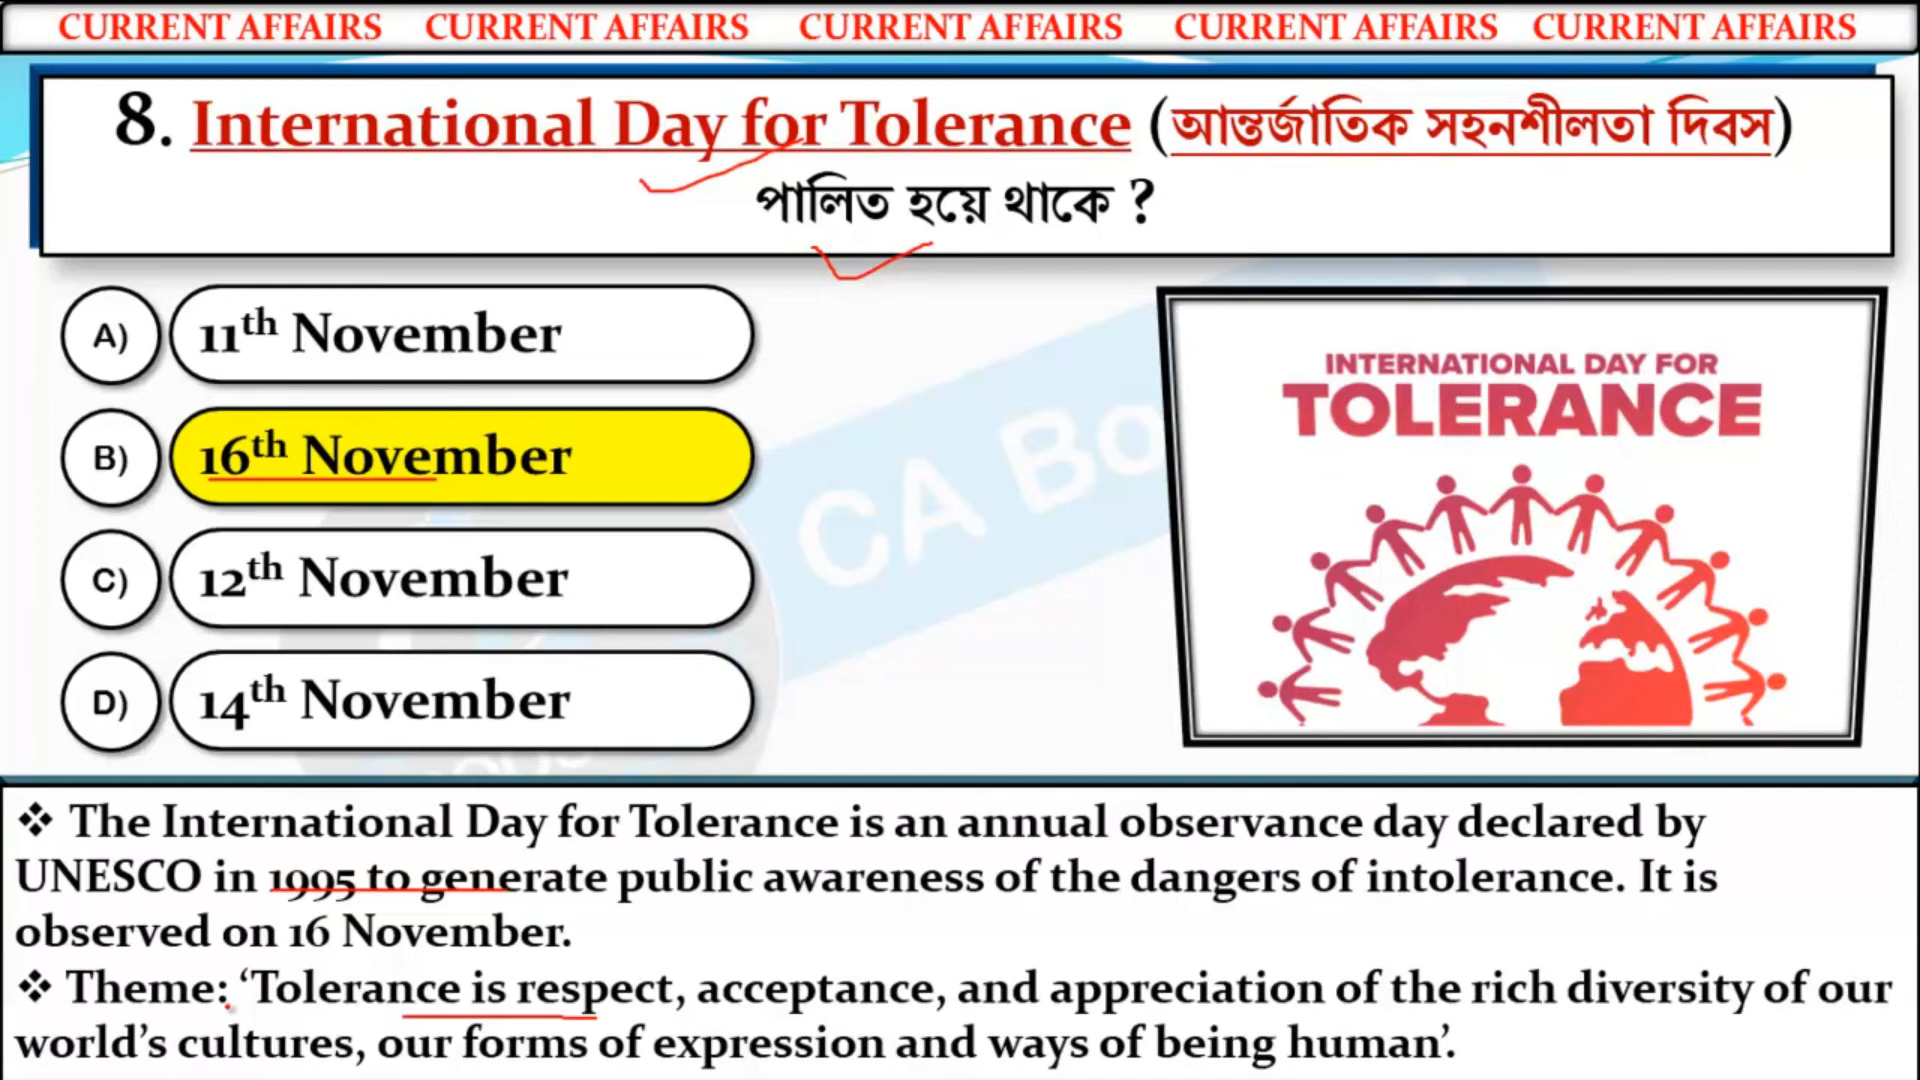 CURRENT AFFAIRS CURRENT AFFAIRS CURRENT AFFAIRS CURRENT AFFAIRS CURRENT AFFAIRS
8. International Day for Tolerance (আন্তর্জাতিক সহনশীলতা দিবস)
পালিত হয়ে থাকে ?
A) 11th November
B) 16th November
C) 12th November
D) 14th November
CA Bo
INTERNATIONAL DAY FOR
TOLERANCE
❖ The International Day for Tolerance is an annual observance day declared by
UNESCO in 1995 to generate public awareness of the dangers of intolerance. It is
observed on 16 November.
❖ Theme: ‘Tolerance is respect, acceptance, and appreciation of the rich diversity of our
world’s cultures, our forms of expression and ways of being human’.